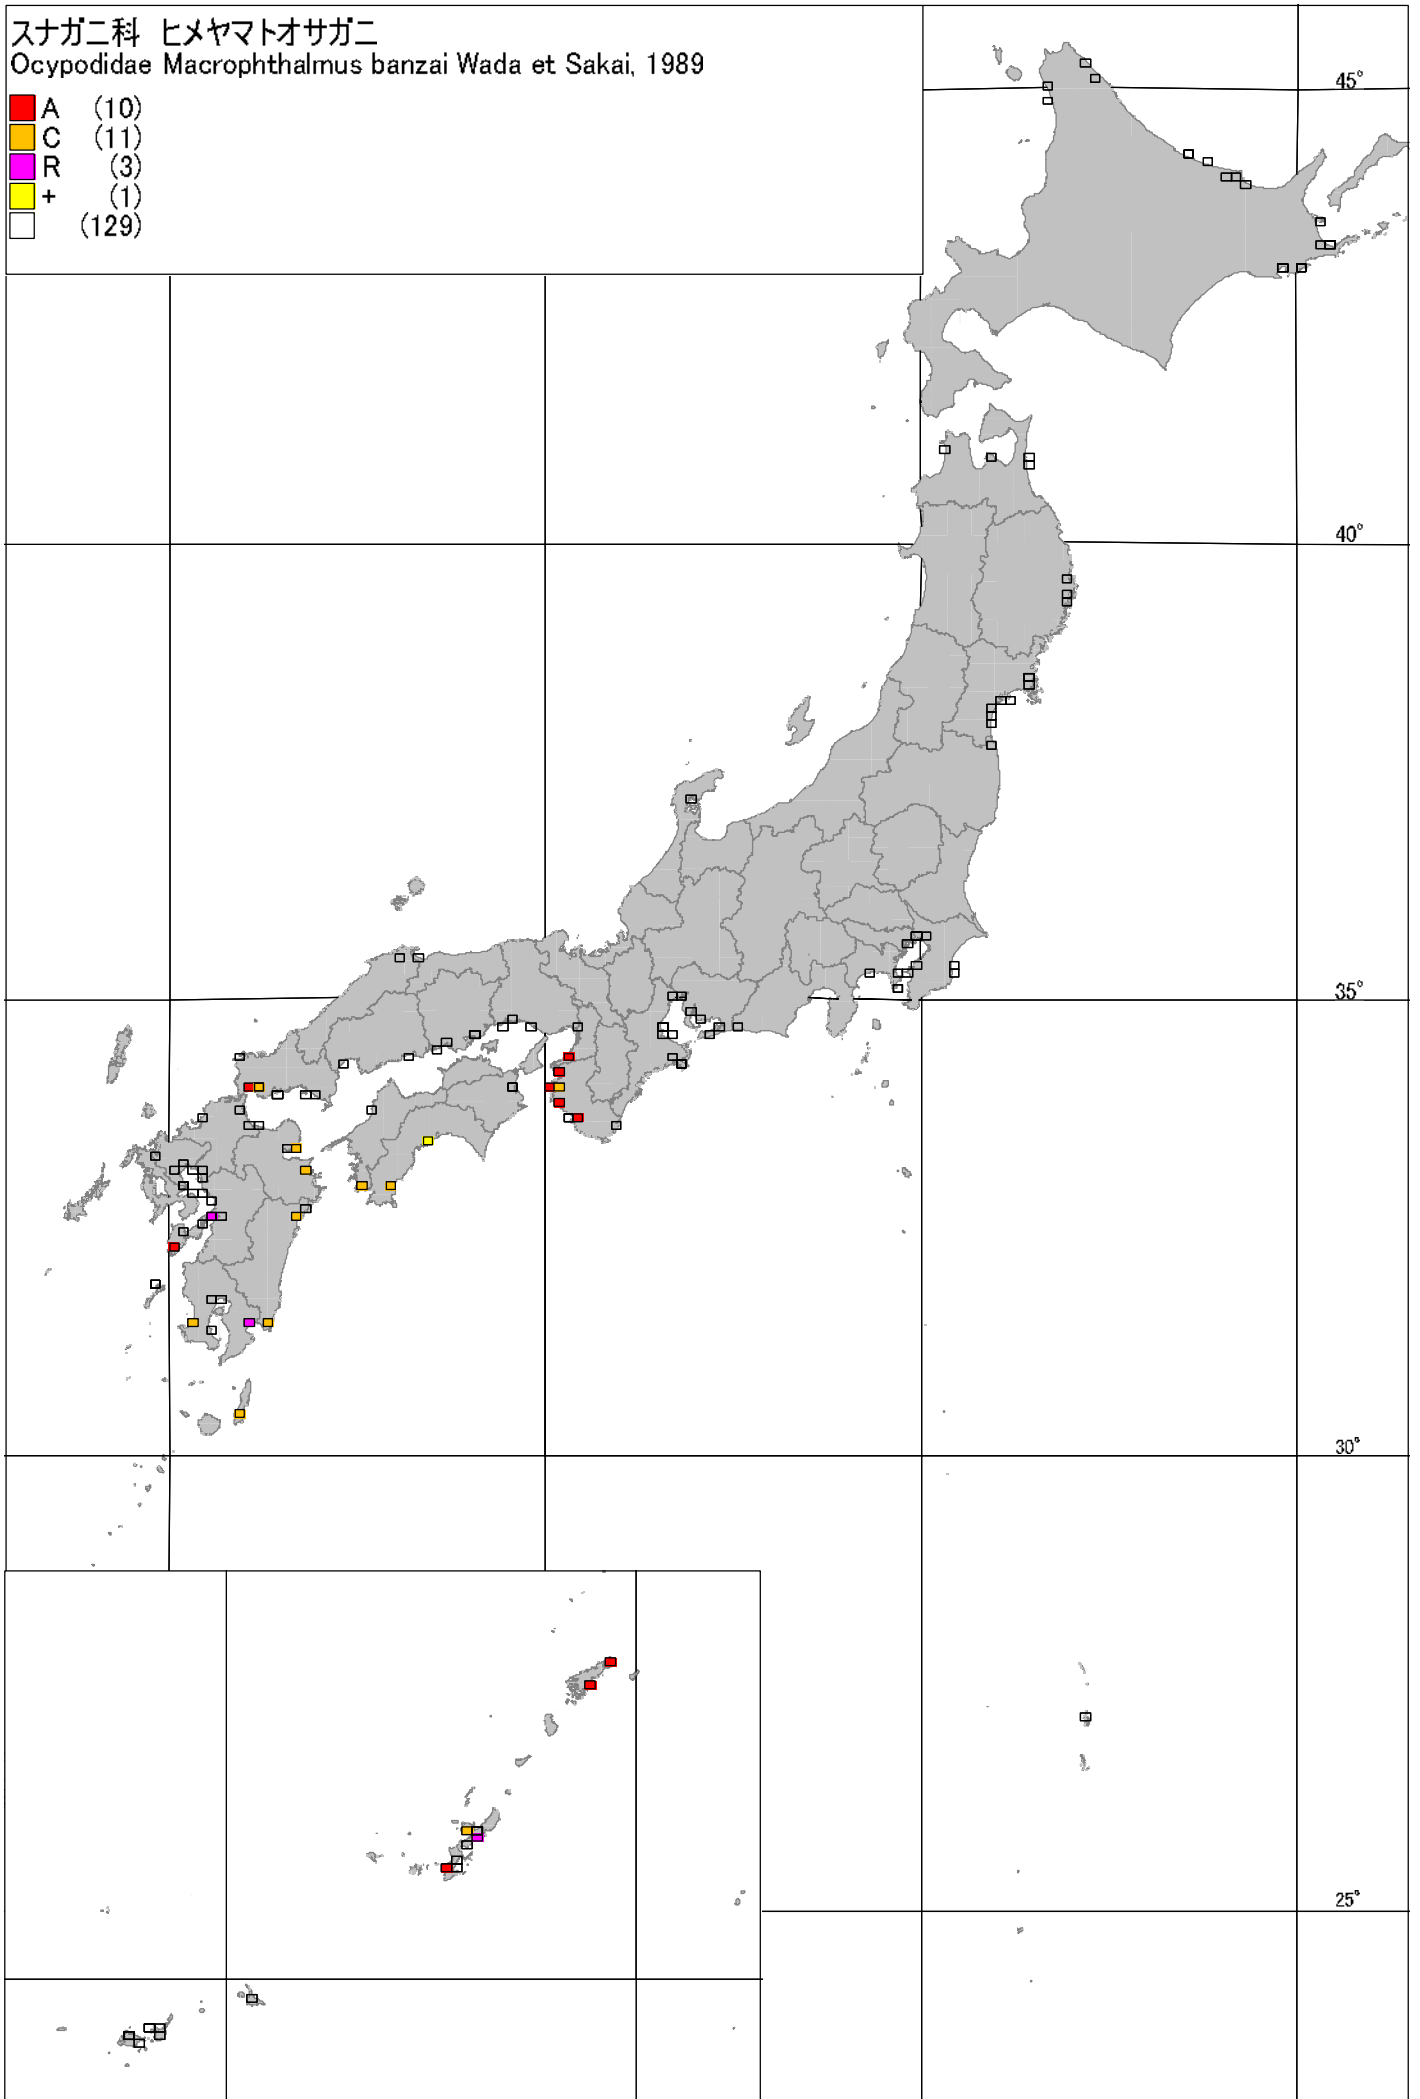 スナガニ科 ヒメヤマトオサガニ
Ocypodidae Macrophthalmus banzai Wada et Sakai, 1989
A (10)
C (11)
R (3)
+ (1)
(129)
45°
40°
35°
30°
25°